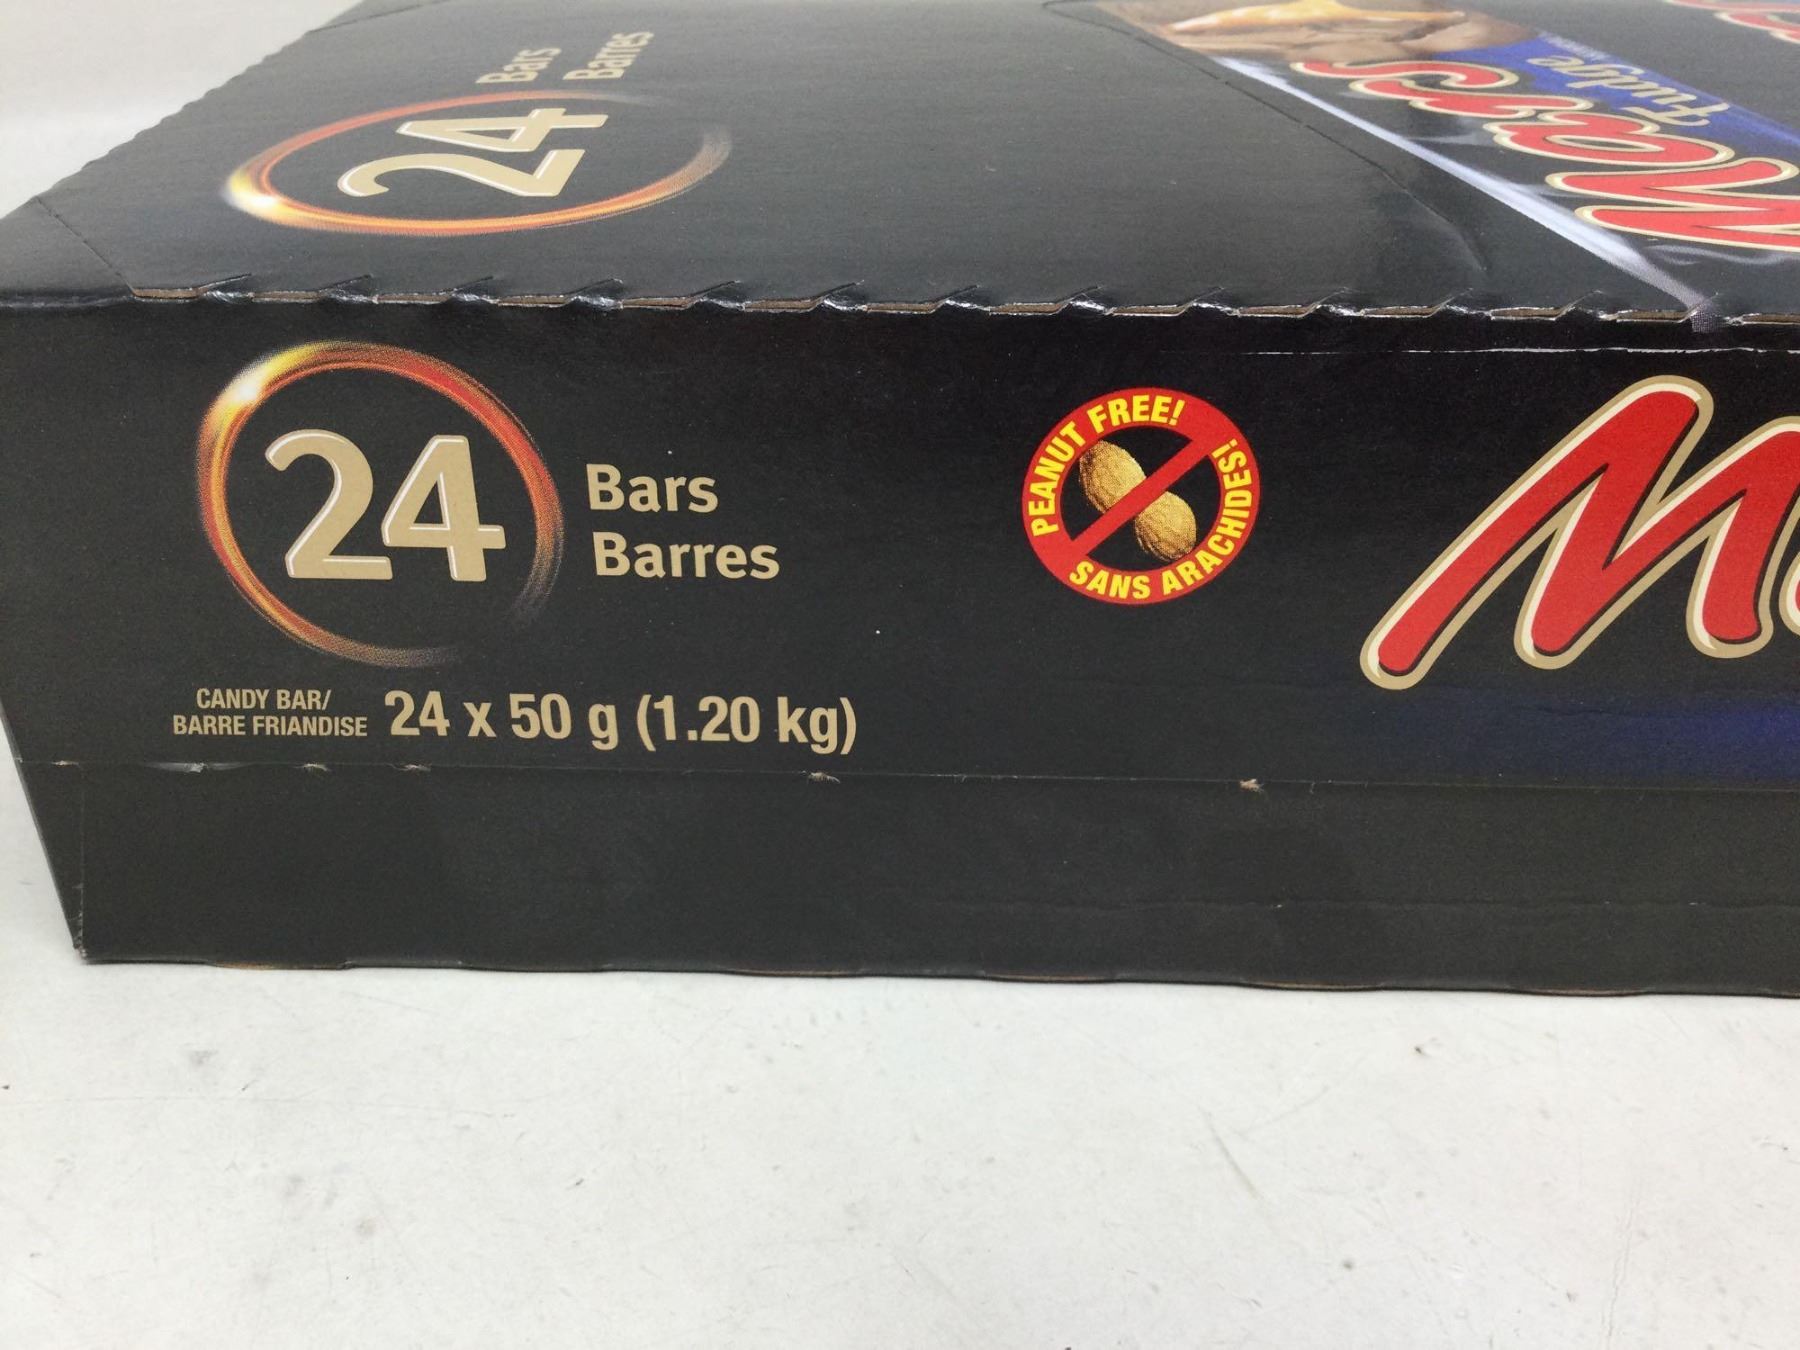 24
Bars
Barres
Mars
Fudge
24
Bars
Barres
PEANUT FREE!
SANS ARACHIDES!
CANDY BAR/
BARRE FRIANDISE
24 x 50 g (1.20 kg)